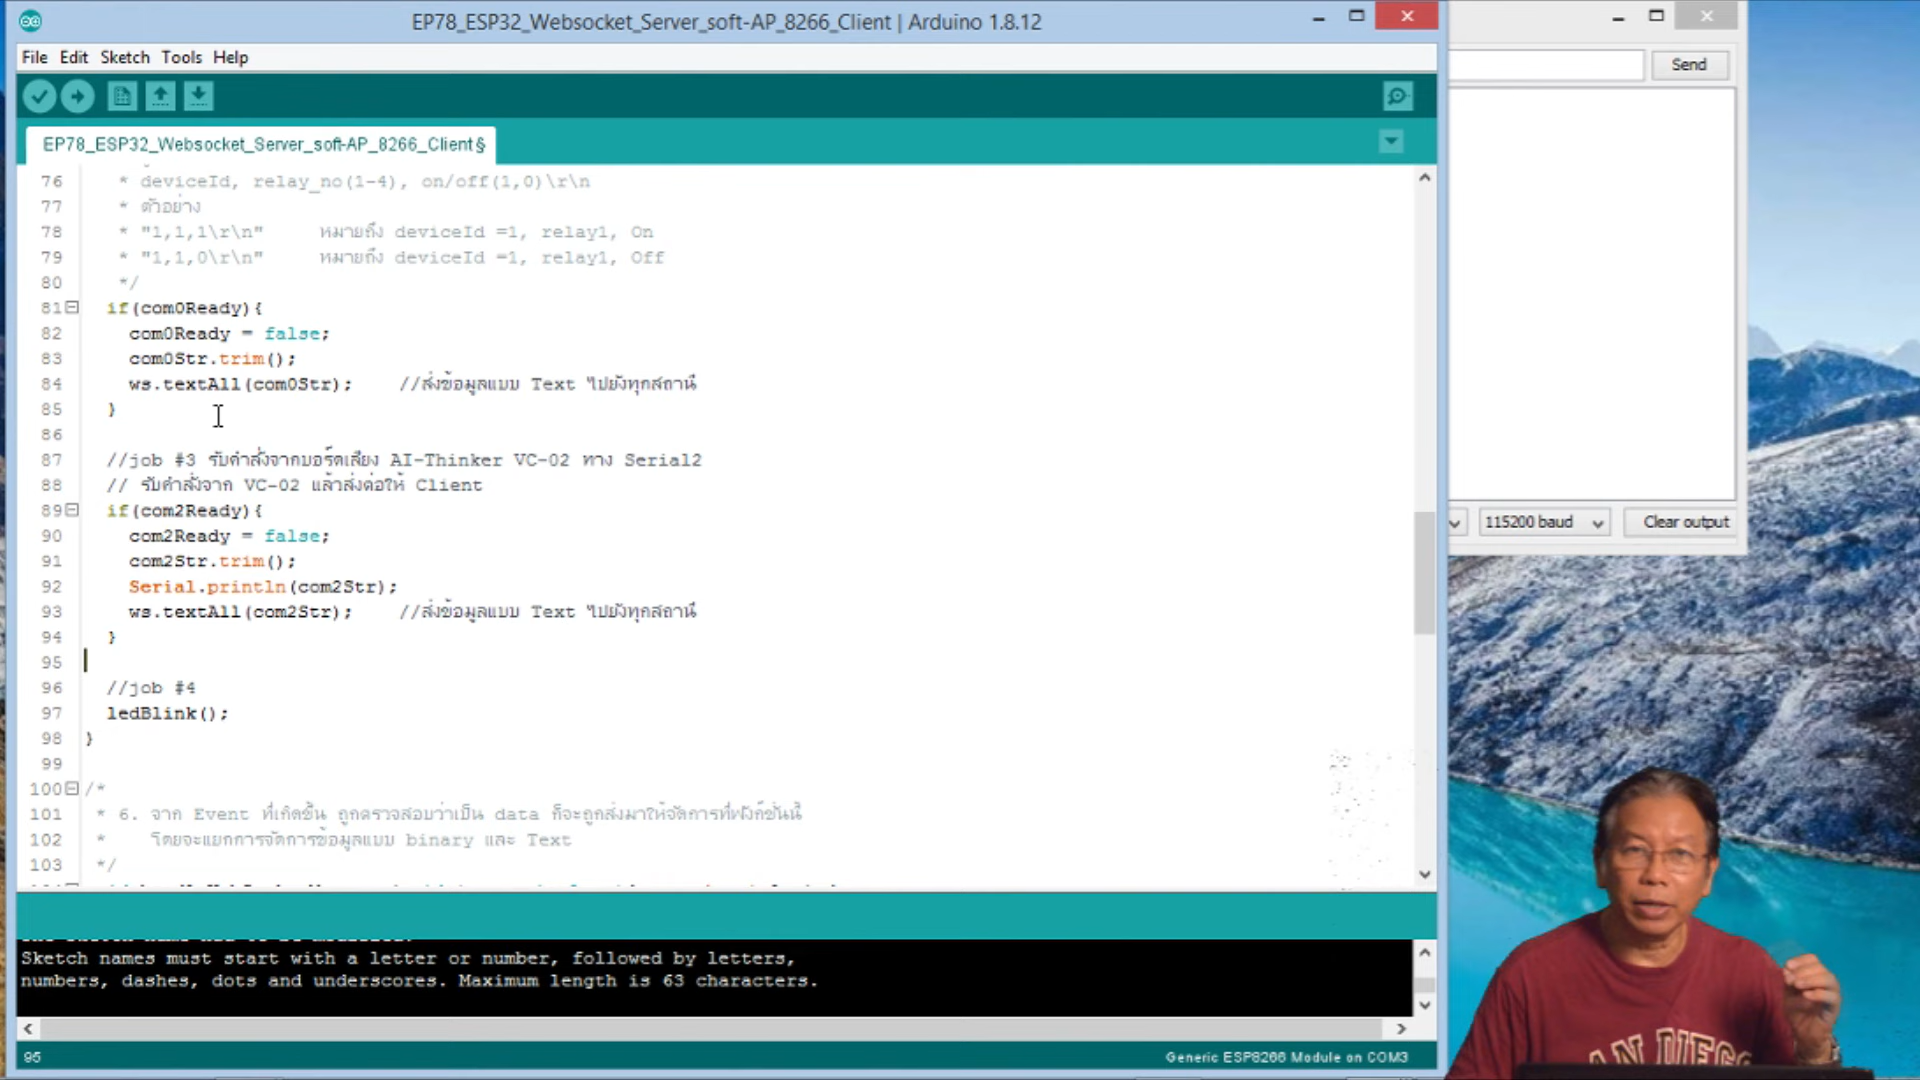 EP78_ESP32_Websocket_Server_soft-AP_8266_Client | Arduino 1.8.12
File Edit Sketch Tools Help
Send
EP78_ESP32_Websocket_Server_soft-AP_8266_Client§
76 * deviceId, relay_no(1-4), on/off(1,0)\r\n
77 * ตัวอย่าง
78 * "1,1,1\r\n" หมายถึง deviceId =1, relay1, On
79 * "1,1,0\r\n" หมายถึง deviceId =1, relay1, Off
80 */
81 if(com0Ready){
82 com0Ready = false;
83 com0Str.trim();
84 ws.textAll(com0Str); //ส่งข้อมูลแบบ Text ไปยังทุกสถานี
85 }
86
87 //job #3 รับคำสั่งจากบอร์ดเสียง AI-Thinker VC-02 ทาง Serial2
88 // รับคำสั่งจาก VC-02 แล้วส่งต่อให้ Client
89 if(com2Ready){
90 com2Ready = false;
91 com2Str.trim();
92 Serial.println(com2Str);
93 ws.textAll(com2Str); //ส่งข้อมูลแบบ Text ไปยังทุกสถานี
94 }
95
96 //job #4
97 ledBlink();
98 }
99
100 /*
101 * 6. จาก Event ที่เกิดขึ้น ถูกตรวจสอบว่าเป็น data ก็จะถูกส่งมาให้จัดการที่ฟังก์ชันนี้
102 * โดยจะแยกการจัดการข้อมูลแบบ binary และ Text
103 */
115200 baud
Clear output
Sketch names must start with a letter or number, followed by letters,
numbers, dashes, dots and underscores. Maximum length is 63 characters.
95
Generic ESP8266 Module on COM3
AN DIEG